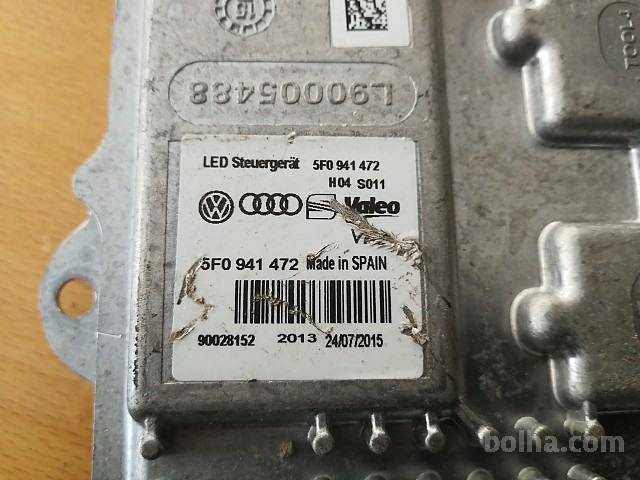 L90005488
LED Steuergerät 5F0 941 472
H04 S011
Valeo
5F0 941 472 Made in SPAIN
90028152 2013 24/07/2015
TOOL
bolha.com